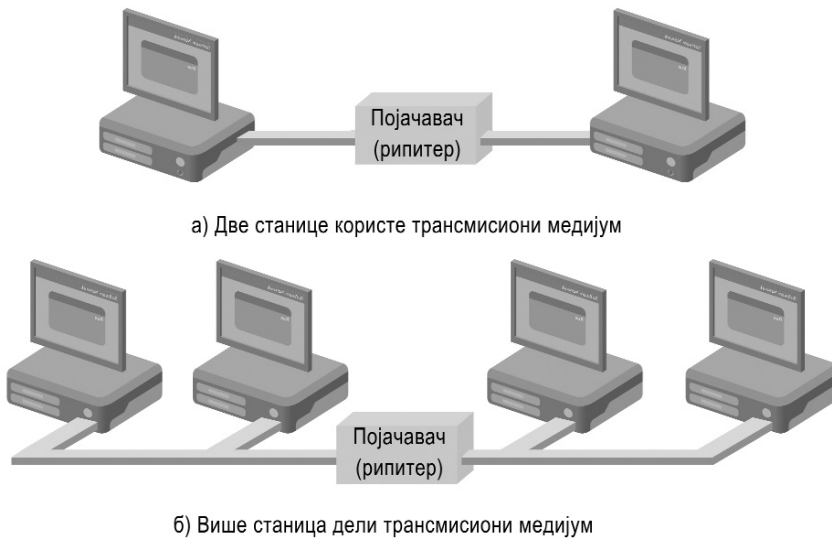 Појачавач
(рипитер)
а) Две станице користе трансмисиони медијум
Појачавач
(рипитер)
б) Више станица дели трансмисиони медијум